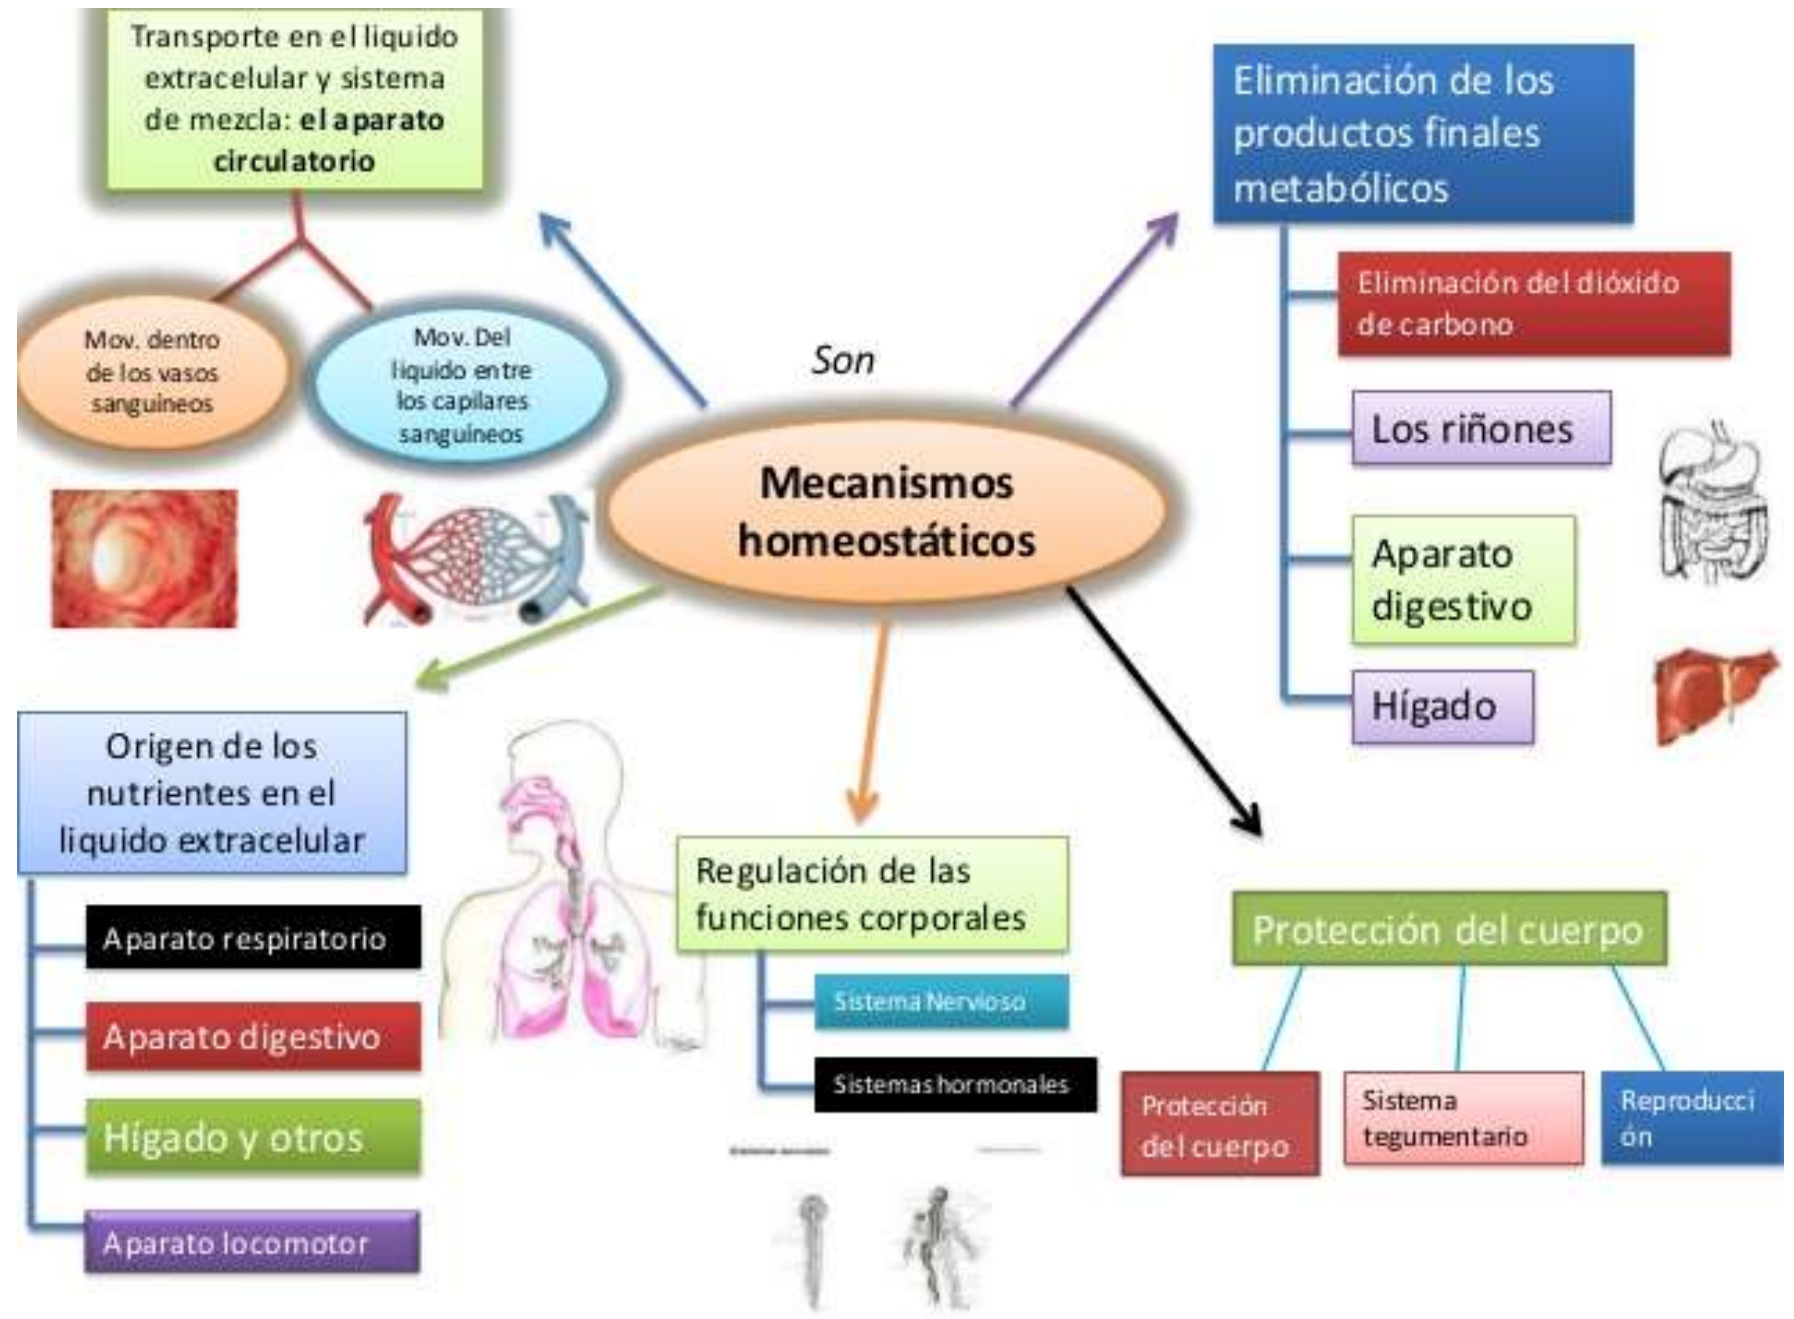 Transporte en el liquido
extracelular y sistema
de mezcla: el aparato
circulatorio
Mov. dentro
de los vasos
sanguineos
Mov. Del
liquido entre
los capilares
sanguineos
Son
Mecanismos
homeostáticos
Eliminación de los
productos finales
metabólicos
Eliminación del dióxido
de carbono
Los riñones
Aparato
digestivo
Hígado
Origen de los
nutrientes en el
liquido extracelular
Aparato respiratorio
Aparato digestivo
Hígado y otros
Aparato locomotor
Regulación de las
funciones corporales
Sistema Nervioso
Sistemas hormonales
Protección del cuerpo
Protección
del cuerpo
Sistema
tegumentario
Reproducci
ón